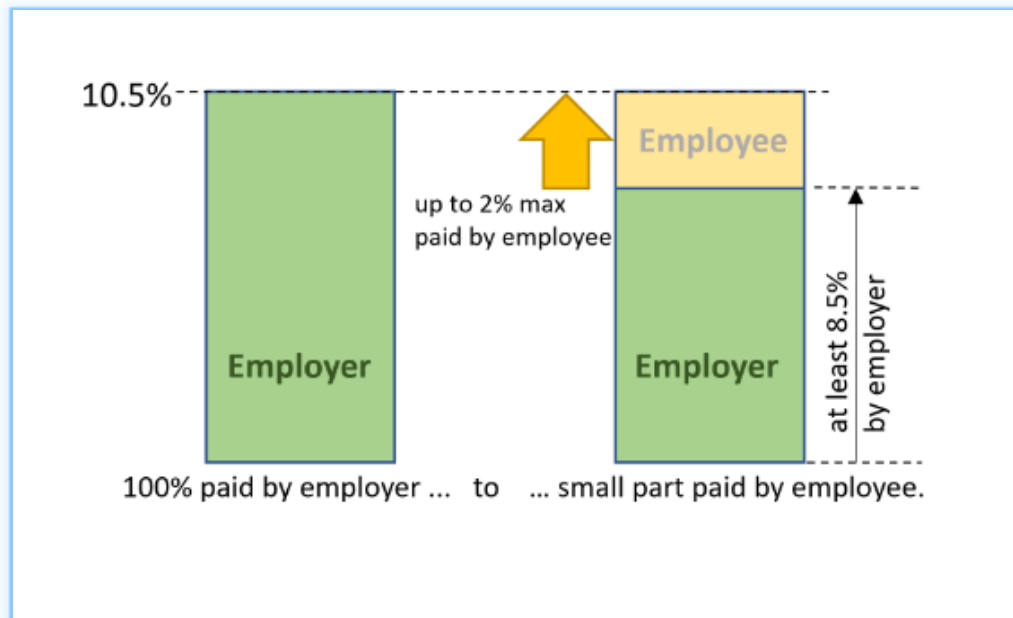 10.5%
Employee
up to 2% max
paid by employee
Employer
Employer
at least 8.5%
by employer
100% paid by employer ... to ... small part paid by employee.